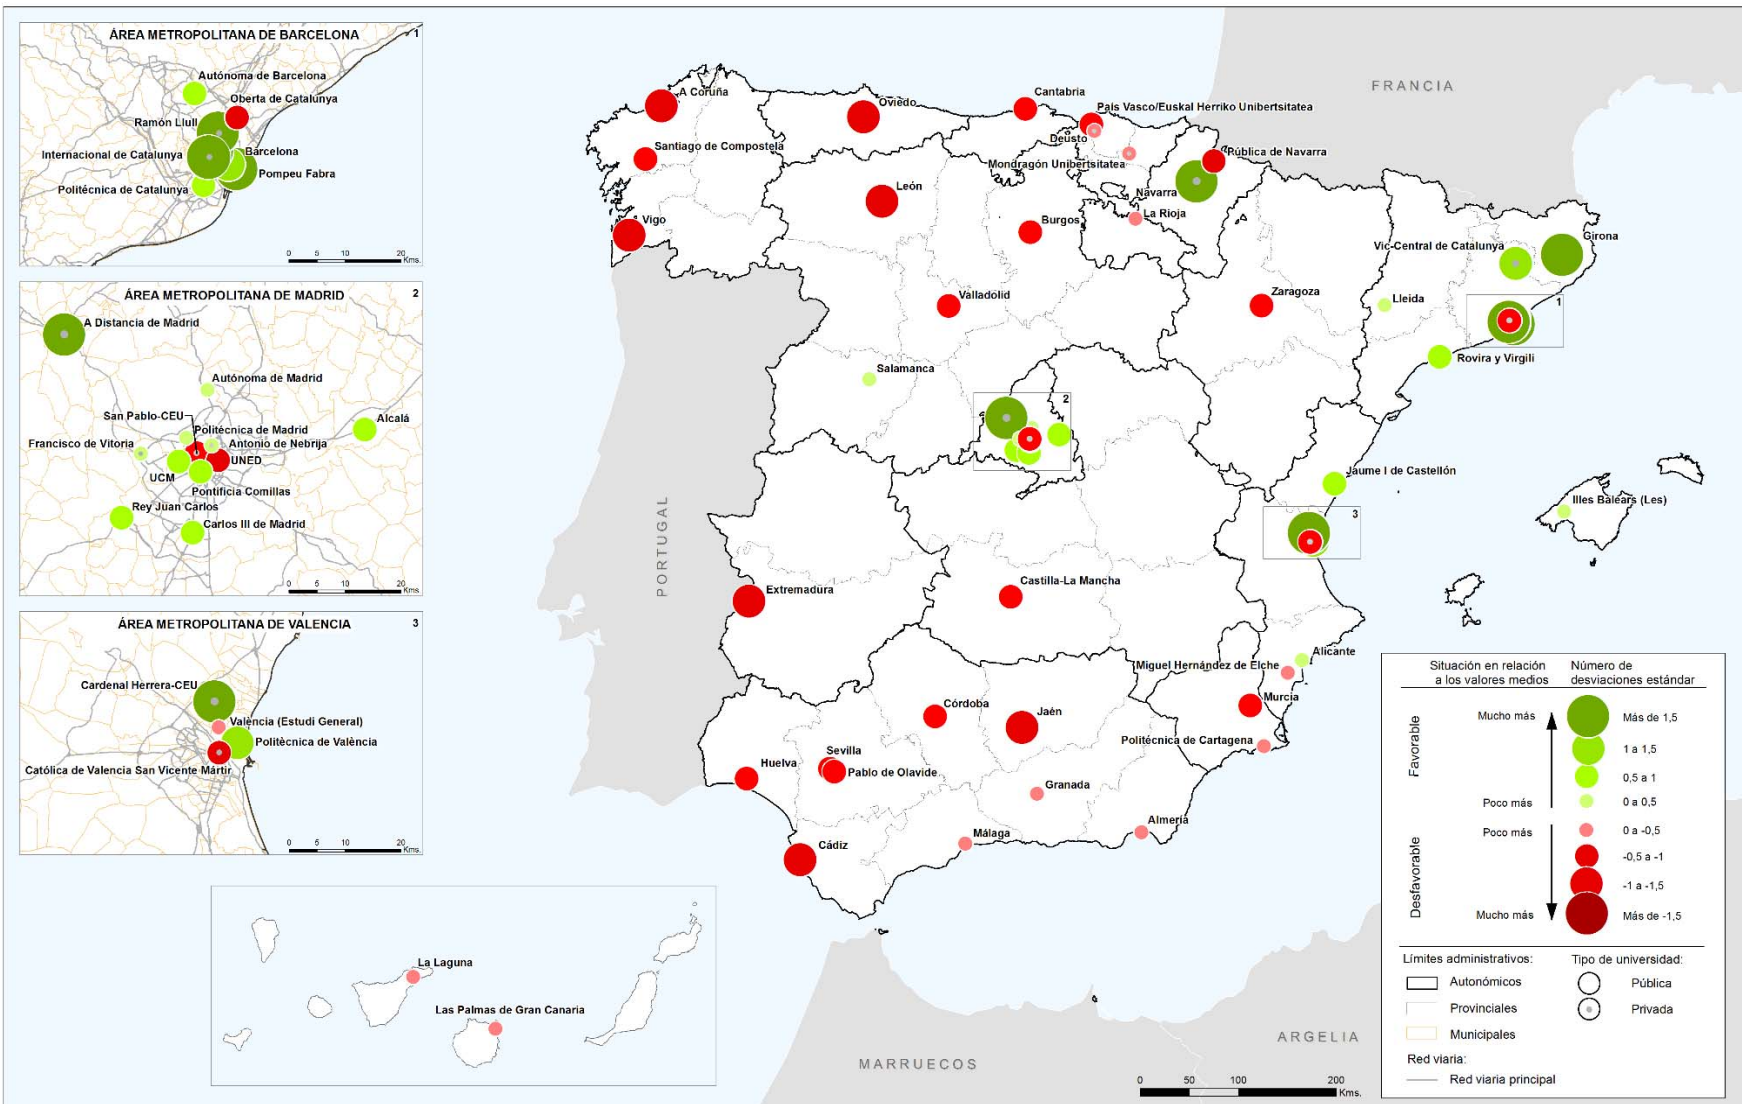 ÁREA METROPOLITANA DE BARCELONA
1
Autónoma de Barcelona
Oberta de Catalunya
Ramón Llull
Internacional de Catalunya
Barcelona
Pompeu Fabra
Politécnica de Catalunya
0 5 10 20
Kms.
ÁREA METROPOLITANA DE MADRID
2
A Distancia de Madrid
Autónoma de Madrid
San Pablo-CEU
Politécnica de Madrid
Alcalá
Francisco de Vitoria
Antonio de Nebrija
UNED
UCM
Pontificia Comillas
Rey Juan Carlos
Carlos III de Madrid
0 5 10 20
Kms.
ÁREA METROPOLITANA DE VALENCIA
3
Cardenal Herrera-CEU
València (Estudi General)
Politècnica de València
Católica de Valencia San Vicente Mártir
0 5 10 20
Kms.
La Laguna
Las Palmas de Gran Canaria
FRANCIA
PORTUGAL
MARRUECOS
ARGELIA
A Coruña
Oviedo
Cantabria
País Vasco/Euskal Herriko Unibertsitatea
Deusto
Santiago de Compostela
Mondragón Unibertsitatea
Pública de Navarra
Navarra
León
La Rioja
Vigo
Burgos
Girona
Vic-Central de Catalunya
Valladolid
Zaragoza
Lleida
1
Rovira y Virgili
Salamanca
2
Jaume I de Castellón
Illes Balears (Les)
3
Extremadura
Castilla-La Mancha
Alicante
Miguel Hernández de Elche
Murcia
Córdoba
Jaén
Politécnica de Cartagena
Sevilla
Pablo de Olavide
Huelva
Granada
Almería
Málaga
Cádiz
0 50 100 200
Kms.
Situación en relación
a los valores medios
Número de
desviaciones estándar
Favorable
Mucho más
Más de 1,5
1 a 1,5
0,5 a 1
Poco más
0 a 0,5
Desfavorable
Poco más
0 a -0,5
-0,5 a -1
-1 a -1,5
Mucho más
Más de -1,5
Límites administrativos:
Autonómicos
Provinciales
Municipales
Red viaria:
Red viaria principal
Tipo de universidad:
Pública
Privada